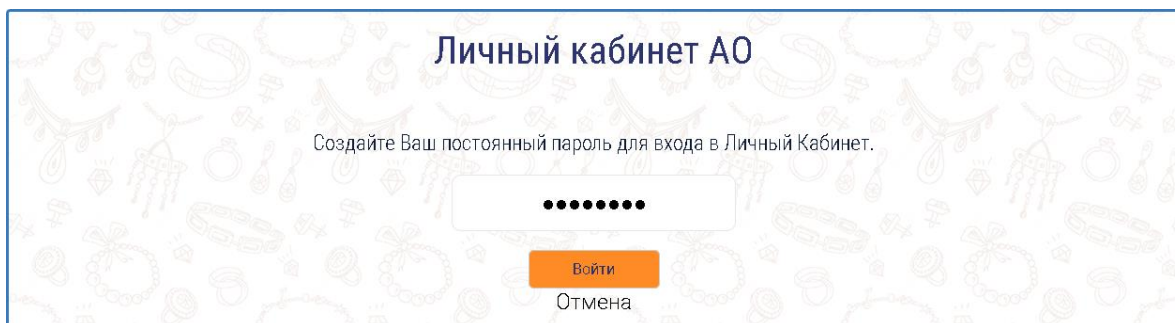 Личный кабинет АО
Создайте Ваш постоянный пароль для входа в Личный Кабинет.
●●●●●●●●
Войти
Отмена